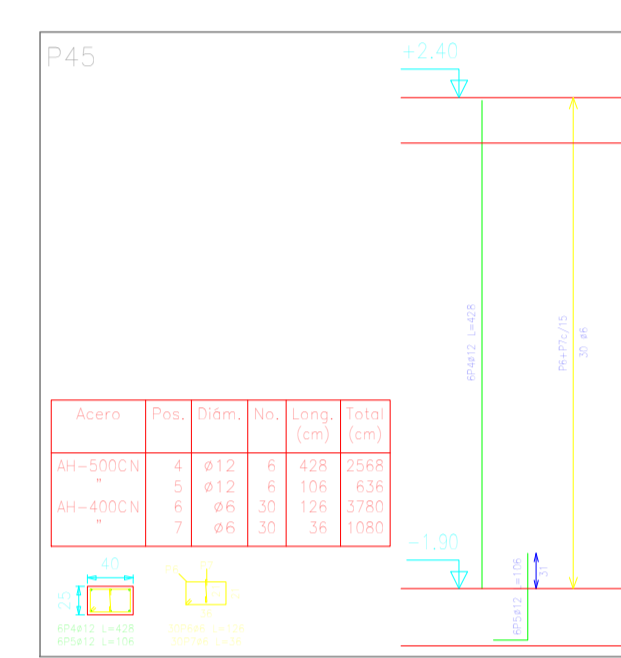 P45
+2.40
6P4ø12 L=428
P6+P7c/15
30 ø6
Acero Pos. Diám. No. Long. (cm) Total (cm)
AH-500CN 4 ø12 6 428 2568
" 5 ø12 6 106 636
AH-400CN 6 ø6 30 126 3780
" 7 ø6 30 36 1080
-1.90
6P5ø12 L=106
31
40
25
6P4ø12 L=428
6P5ø12 L=106